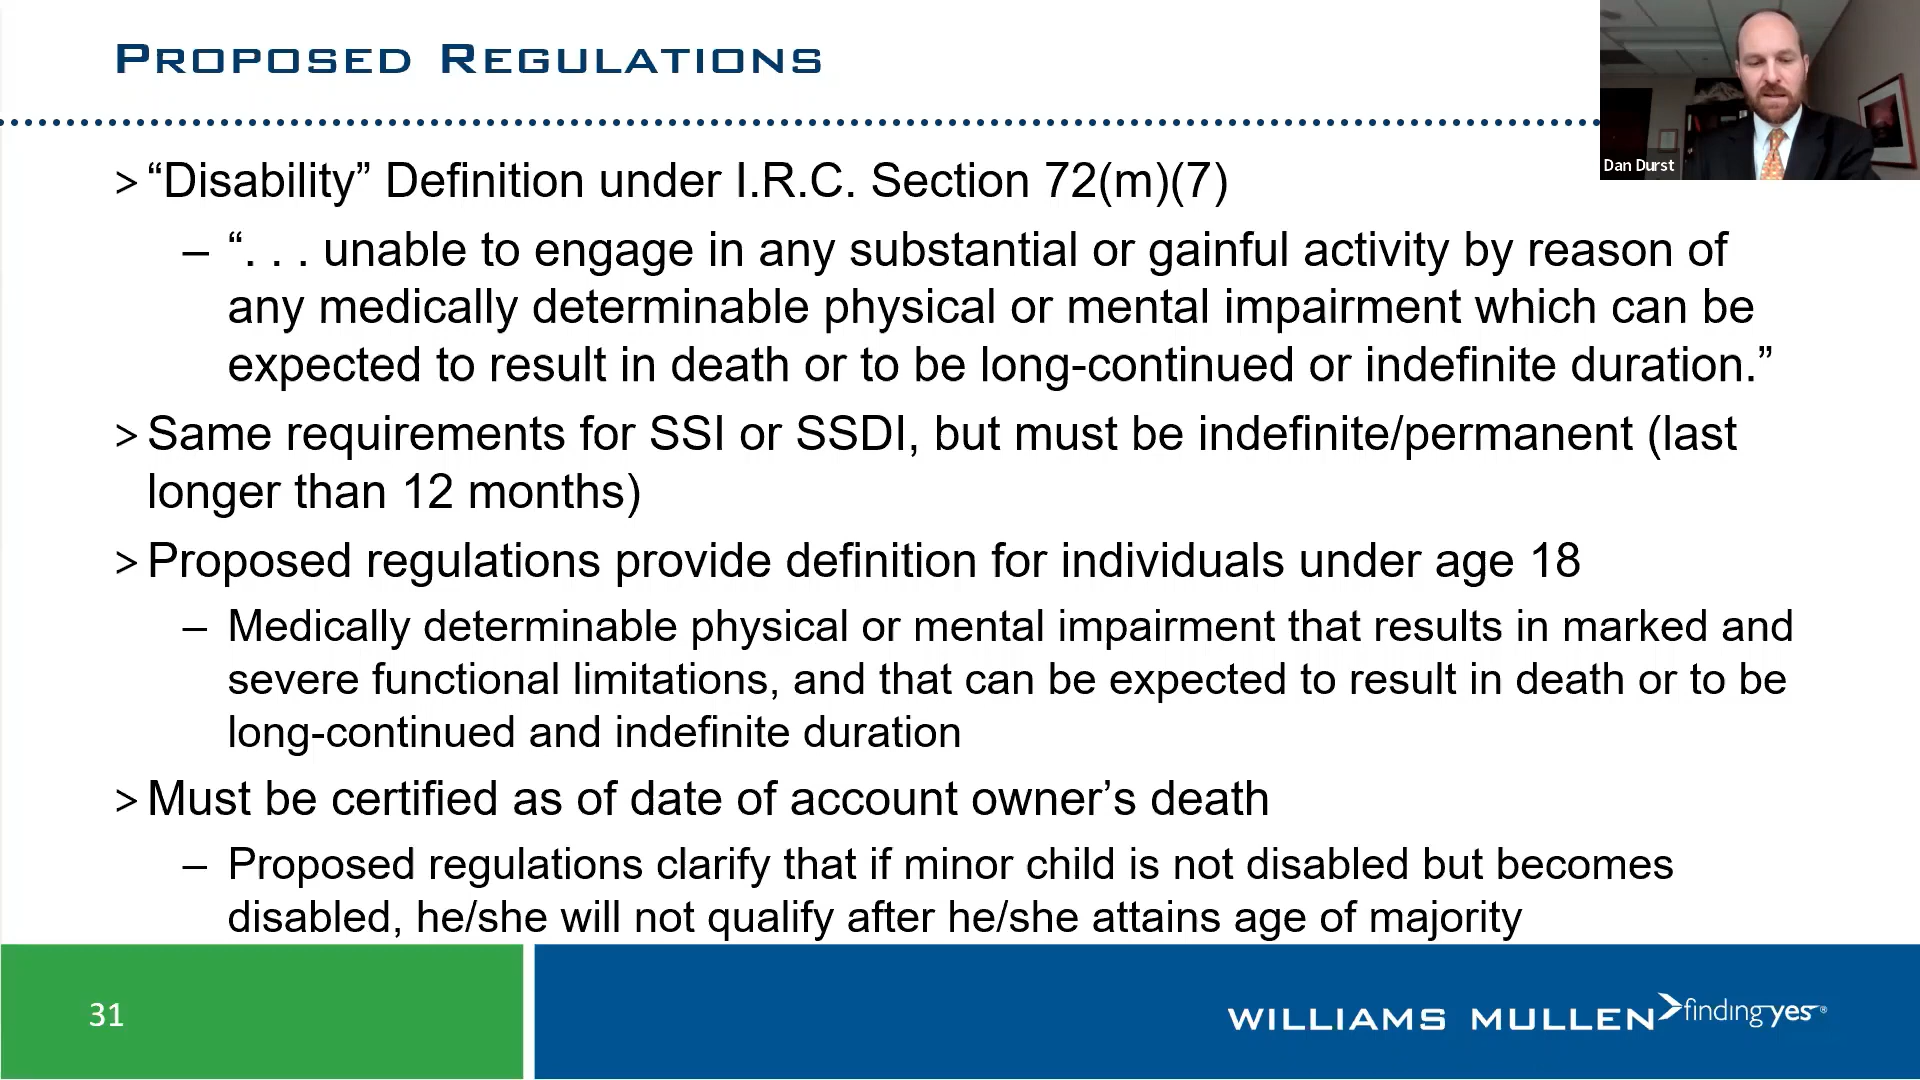 PROPOSED REGULATIONS
Dan Durst
> “Disability” Definition under I.R.C. Section 72(m)(7)
– “. . . unable to engage in any substantial or gainful activity by reason of
any medically determinable physical or mental impairment which can be
expected to result in death or to be long-continued or indefinite duration.”
> Same requirements for SSI or SSDI, but must be indefinite/permanent (last
longer than 12 months)
> Proposed regulations provide definition for individuals under age 18
– Medically determinable physical or mental impairment that results in marked and
severe functional limitations, and that can be expected to result in death or to be
long-continued and indefinite duration
> Must be certified as of date of account owner’s death
– Proposed regulations clarify that if minor child is not disabled but becomes
disabled, he/she will not qualify after he/she attains age of majority
31
WILLIAMS MULLEN findingyes®